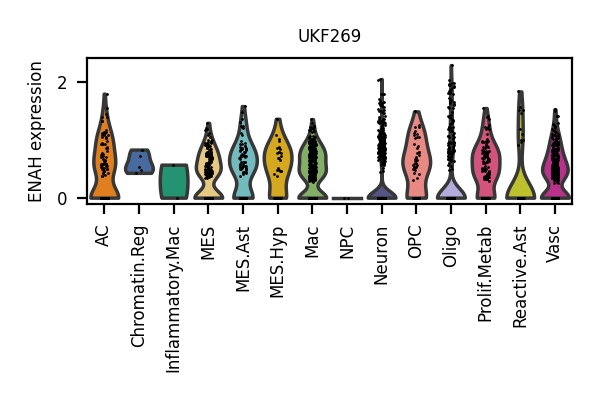 UKF269
ENAH expression
2
0
AC
Chromatin.Reg
Inflammatory.Mac
MES
MES.Ast
MES.Hyp
Mac
NPC
Neuron
OPC
Oligo
Prolif.Metab
Reactive.Ast
Vasc